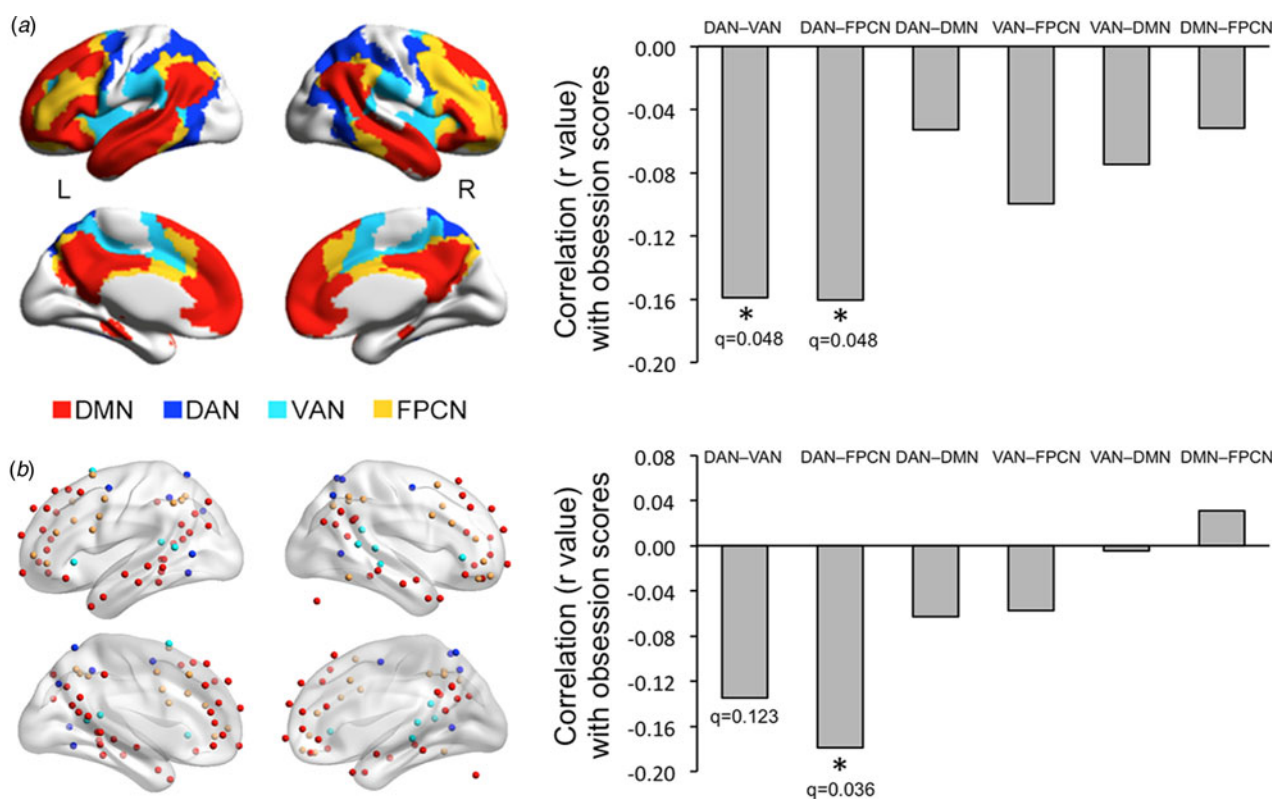 (a)
L
R
DMN DAN VAN FPCN
DAN–VAN DAN–FPCN DAN–DMN VAN–FPCN VAN–DMN DMN–FPCN
Correlation (r value)
with obsession scores
0.00
-0.04
-0.08
-0.12
-0.16
-0.20
* *
q=0.048 q=0.048
(b)
DAN–VAN DAN–FPCN DAN–DMN VAN–FPCN VAN–DMN DMN–FPCN
Correlation (r value)
with obsession scores
0.08
0.04
0.00
-0.04
-0.08
-0.12
-0.16
-0.20
q=0.123
*
q=0.036